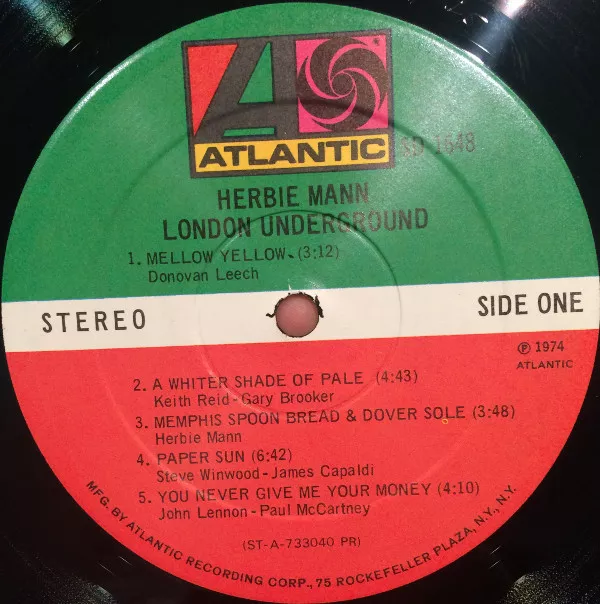 ATLANTIC
SD 1648
HERBIE MANN
LONDON UNDERGROUND
1. MELLOW YELLOW. (3:12)
Donovan Leech
STEREO
SIDE ONE
℗ 1974
ATLANTIC
2. A WHITER SHADE OF PALE (4:43)
Keith Reid-Gary Brooker
3. MEMPHIS SPOON BREAD & DOVER SOLE (3:48)
Herbie Mann
4. PAPER SUN (6:42)
Steve Winwood-James Capaldi
5. YOU NEVER GIVE ME YOUR MONEY (4:10)
John Lennon-Paul McCartney
(ST-A-733040 PR)
MFG. BY ATLANTIC RECORDING CORP., 75 ROCKEFELLER PLAZA, N.Y., N.Y.